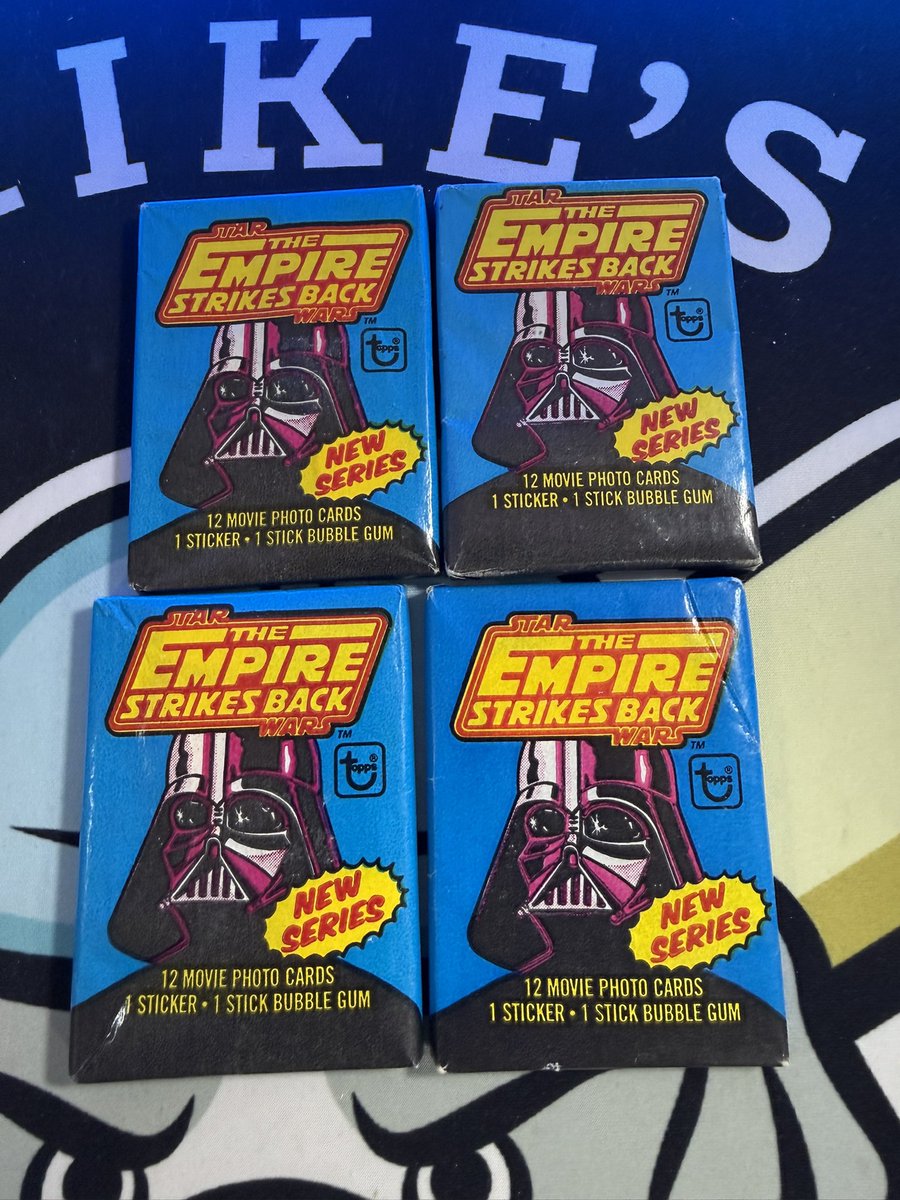 IKE'S
STAR
THE
EMPIRE
STRIKES BACK
WARS TM
topps®
NEW
SERIES
12 MOVIE PHOTO CARDS
1 STICKER • 1 STICK BUBBLE GUM
STAR
THE
EMPIRE
STRIKES BACK
WARS TM
topps®
NEW
SERIES
12 MOVIE PHOTO CARDS
1 STICKER • 1 STICK BUBBLE GUM
STAR
THE
EMPIRE
STRIKES BACK
WARS TM
topps®
NEW
SERIES
12 MOVIE PHOTO CARDS
1 STICKER • 1 STICK BUBBLE GUM
STAR
THE
EMPIRE
STRIKES BACK
WARS TM
topps®
NEW
SERIES
12 MOVIE PHOTO CARDS
1 STICKER • 1 STICK BUBBLE GUM